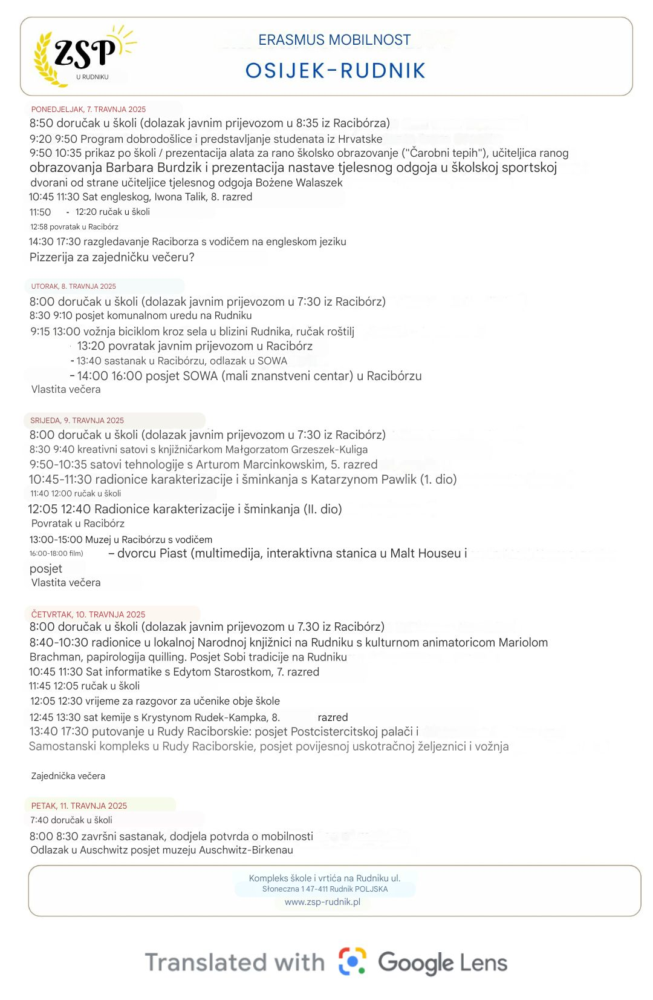 ZSP
U RUDNIKU
ERASMUS MOBILNOST
OSIJEK-RUDNIK
PONEDJELJAK, 7. TRAVNJA 2025
8:50 doručak u školi (dolazak javnim prijevozom u 8:35 iz Racibórza)
9:20 9:50 Program dobrodošlice i predstavljanje studenata iz Hrvatske
9:50 10:35 prikaz po školi / prezentacija alata za rano školsko obrazovanje ("Čarobni tepih"), učiteljica ranog
obrazovanja Barbara Burdzik i prezentacija nastave tjelesnog odgoja u školskoj sportskoj
dvorani od strane učiteljice tjelesnog odgoja Bożene Walaszek
10:45 11:30 Sat engleskog, Iwona Talik, 8. razred
11:50 - 12:20 ručak u školi
12:58 povratak u Racibórz
14:30 17:30 razgledavanje Raciborza s vodičem na engleskom jeziku
Pizzerija za zajedničku večeru?
UTORAK, 8. TRAVNJA 2025
8:00 doručak u školi (dolazak javnim prijevozom u 7:30 iz Racibórz)
8:30 9:10 posjet komunalnom uredu na Rudniku
9:15 13:00 vožnja biciklom kroz sela u blizini Rudnika, ručak roštilj
13:20 povratak javnim prijevozom u Racibórz
- 13:40 sastanak u Racibórzu, odlazak u SOWA
- 14:00 16:00 posjet SOWA (mali znanstveni centar) u Racibórzu
Vlastita večera
SRIJEDA, 9. TRAVNJA 2025
8:00 doručak u školi (dolazak javnim prijevozom u 7:30 iz Racibórz)
8:30 9:40 kreativni satovi s knjižničarkom Małgorzatom Grzeszek-Kuliga
9:50-10:35 satovi tehnologije s Arturom Marcinkowskim, 5. razred
10:45-11:30 radionice karakterizacije i šminkanja s Katarzynom Pawlik (1. dio)
11:40 12:00 ručak u školi
12:05 12:40 Radionice karakterizacije i šminkanja (II. dio)
Povratak u Racibórz
13:00-15:00 Muzej u Racibórzu s vodičem
16:00-18:00 film) – dvorcu Piast (multimedija, interaktivna stanica u Malt Houseu i
posjet
Vlastita večera
ČETVRTAK, 10. TRAVNJA 2025
8:00 doručak u školi (dolazak javnim prijevozom u 7.30 iz Racibórz)
8:40-10:30 radionice u lokalnoj Narodnoj knjižnici na Rudniku s kulturnom animatoricom Mariolom
Brachman, papirologija quilling. Posjet Sobi tradicije na Rudniku
10:45 11:30 Sat informatike s Edytom Starostkom, 7. razred
11:45 12:05 ručak u školi
12:05 12:30 vrijeme za razgovor za učenike obje škole
12:45 13:30 sat kemije s Krystynom Rudek-Kampka, 8. razred
13:40 17:30 putovanje u Rudy Raciborskie: posjet Postcistercitskoj palači i
Samostanski kompleks u Rudy Raciborskie, posjet povijesnoj uskotračnoj željeznici i vožnja
Zajednička večera
PETAK, 11. TRAVNJA 2025
7:40 doručak u školi
8:00 8:30 završni sastanak, dodjela potvrda o mobilnosti
Odlazak u Auschwitz posjet muzeju Auschwitz-Birkenau
Kompleks škole i vrtića na Rudniku ul.
Słoneczna 1 47-411 Rudnik POLJSKA
www.zsp-rudnik.pl
Translated with Google Lens